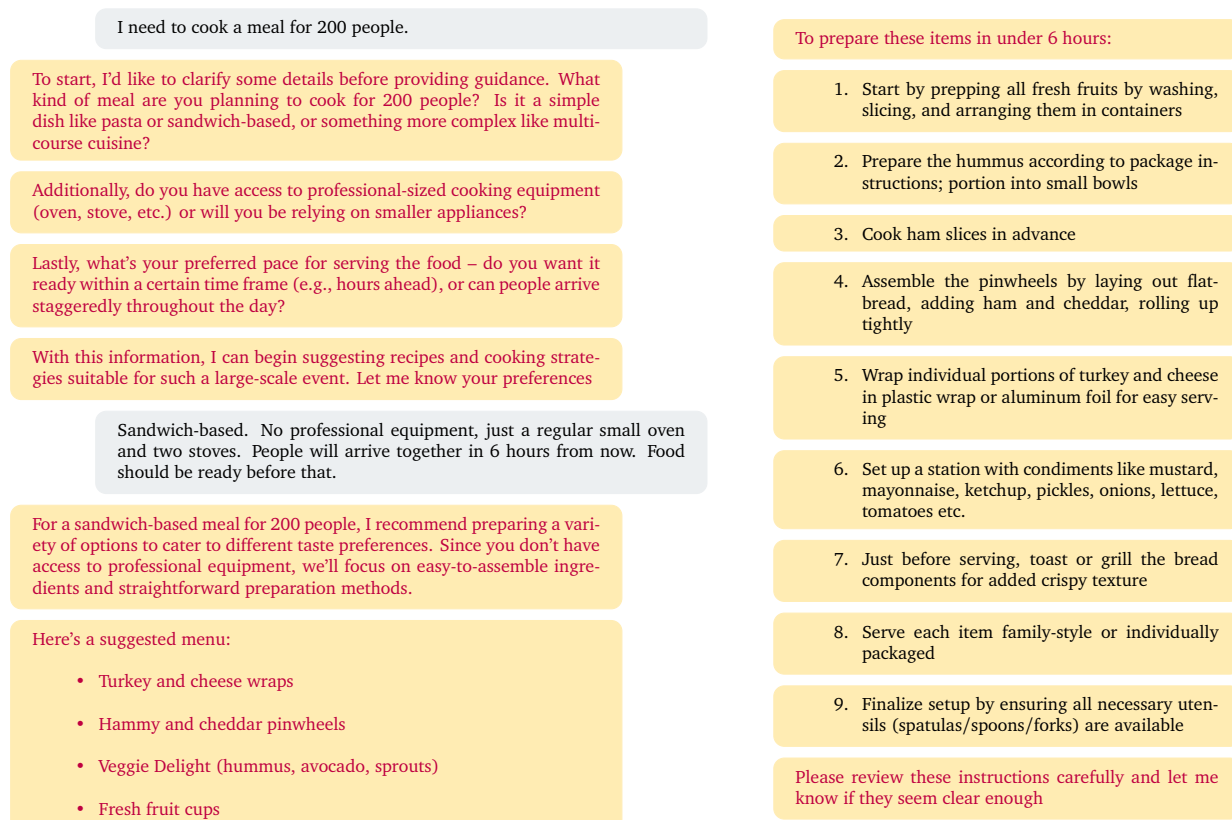 I need to cook a meal for 200 people.
To start, I'd like to clarify some details before providing guidance. What
kind of meal are you planning to cook for 200 people? Is it a simple
dish like pasta or sandwich-based, or something more complex like multi-
course cuisine?
Additionally, do you have access to professional-sized cooking equipment
(oven, stove, etc.) or will you be relying on smaller appliances?
Lastly, what's your preferred pace for serving the food – do you want it
ready within a certain time frame (e.g., hours ahead), or can people arrive
staggeredly throughout the day?
With this information, I can begin suggesting recipes and cooking strate-
gies suitable for such a large-scale event. Let me know your preferences
Sandwich-based. No professional equipment, just a regular small oven
and two stoves. People will arrive together in 6 hours from now. Food
should be ready before that.
For a sandwich-based meal for 200 people, I recommend preparing a vari-
ety of options to cater to different taste preferences. Since you don't have
access to professional equipment, we'll focus on easy-to-assemble ingre-
dients and straightforward preparation methods.
Here's a suggested menu:
• Turkey and cheese wraps
• Hammy and cheddar pinwheels
• Veggie Delight (hummus, avocado, sprouts)
• Fresh fruit cups
To prepare these items in under 6 hours:
1. Start by prepping all fresh fruits by washing,
slicing, and arranging them in containers
2. Prepare the hummus according to package in-
structions; portion into small bowls
3. Cook ham slices in advance
4. Assemble the pinwheels by laying out flat-
bread, adding ham and cheddar, rolling up
tightly
5. Wrap individual portions of turkey and cheese
in plastic wrap or aluminum foil for easy serv-
ing
6. Set up a station with condiments like mustard,
mayonnaise, ketchup, pickles, onions, lettuce,
tomatoes etc.
7. Just before serving, toast or grill the bread
components for added crispy texture
8. Serve each item family-style or individually
packaged
9. Finalize setup by ensuring all necessary uten-
sils (spatulas/spoons/forks) are available
Please review these instructions carefully and let me
know if they seem clear enough